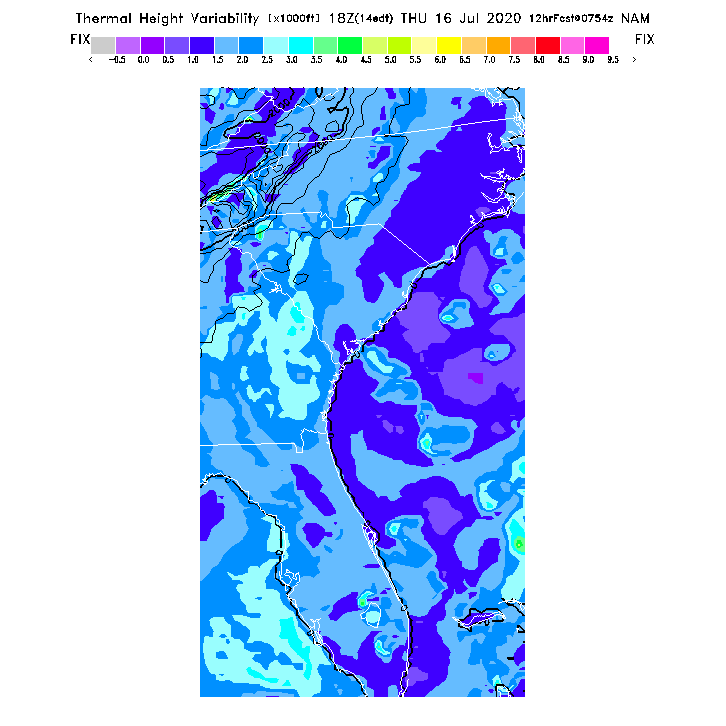 Thermal Height Variability [x1000ft] 18Z(14edt) THU 16 Jul 2020 12hrFcst@0754z NAM
FIX FIX
< -0.5 0.0 0.5 1.0 1.5 2.0 2.5 3.0 3.5 4.0 4.5 5.0 5.5 6.0 6.5 7.0 7.5 8.0 8.5 9.0 9.5 >